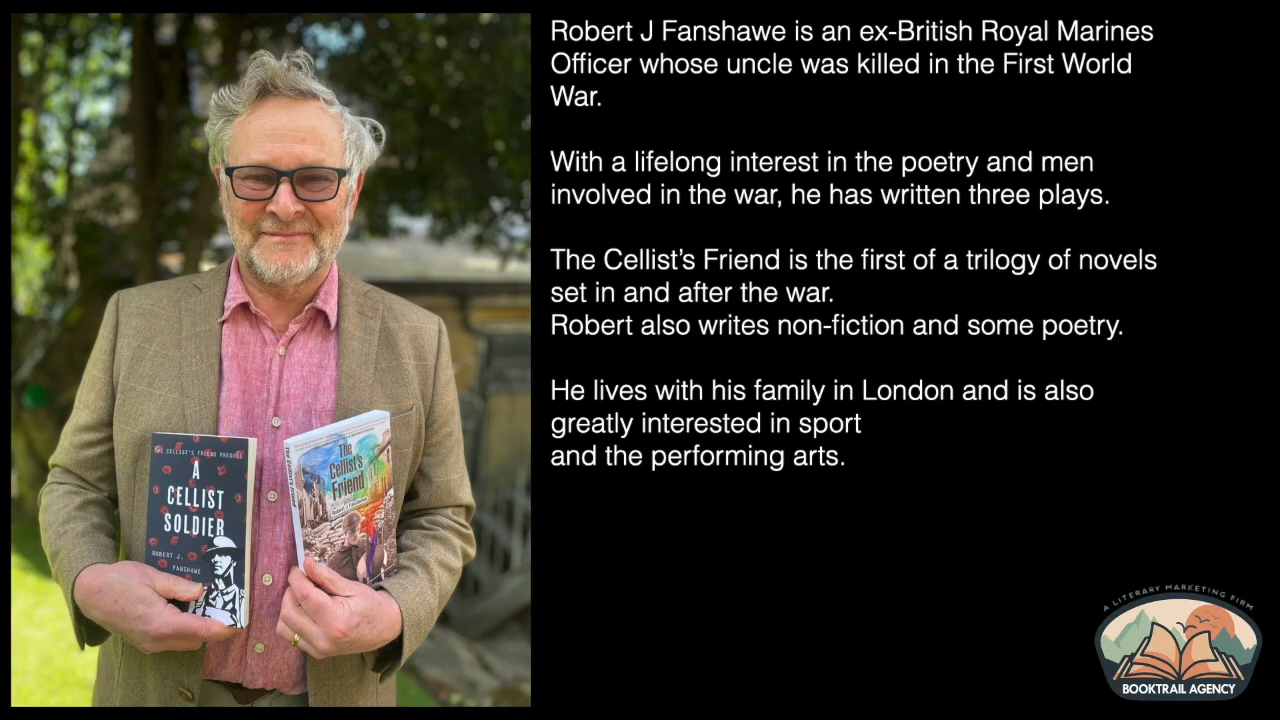 Robert J Fanshawe is an ex-British Royal Marines
Officer whose uncle was killed in the First World
War.
With a lifelong interest in the poetry and men
involved in the war, he has written three plays.
The Cellist’s Friend is the first of a trilogy of novels
set in and after the war.
Robert also writes non-fiction and some poetry.
He lives with his family in London and is also
greatly interested in sport
and the performing arts.
THE CELLIST'S FRIEND PREQUEL
A
CELLIST
SOLDIER
ROBERT J.
FANSHAWE
The
Cellist's
Friend
The Cellist's Friend
A LITERARY MARKETING FIRM
BOOKTRAIL AGENCY